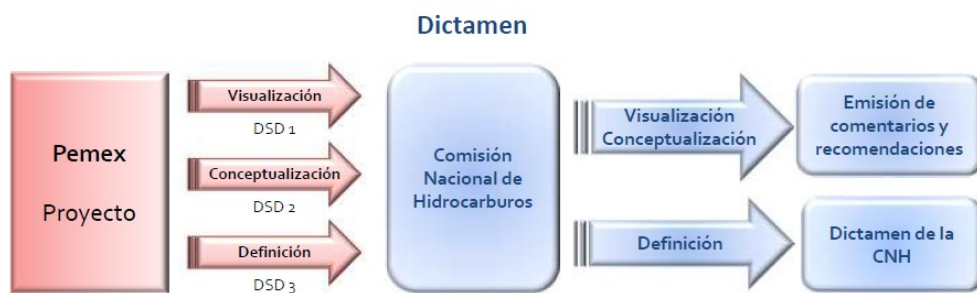 Dictamen
Pemex
Proyecto
Visualización
DSD 1
Conceptualización
DSD 2
Definición
DSD 3
Comisión
Nacional de
Hidrocarburos
Visualización
Conceptualización
Definición
Emisión de
comentarios y
recomendaciones
Dictamen de la
CNH